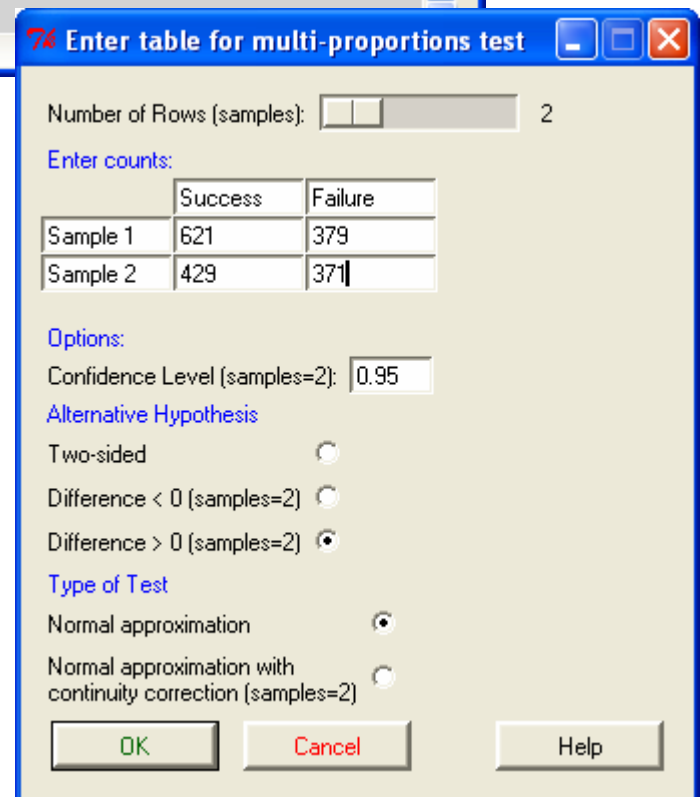 Enter table for multi-proportions test
Number of Rows (samples): 2
Enter counts:
Success Failure
Sample 1 621 379
Sample 2 429 371
Options:
Confidence Level (samples=2): 0.95
Alternative Hypothesis
Two-sided
Difference < 0 (samples=2)
Difference > 0 (samples=2)
Type of Test
Normal approximation
Normal approximation with
continuity correction (samples=2)
OK Cancel Help